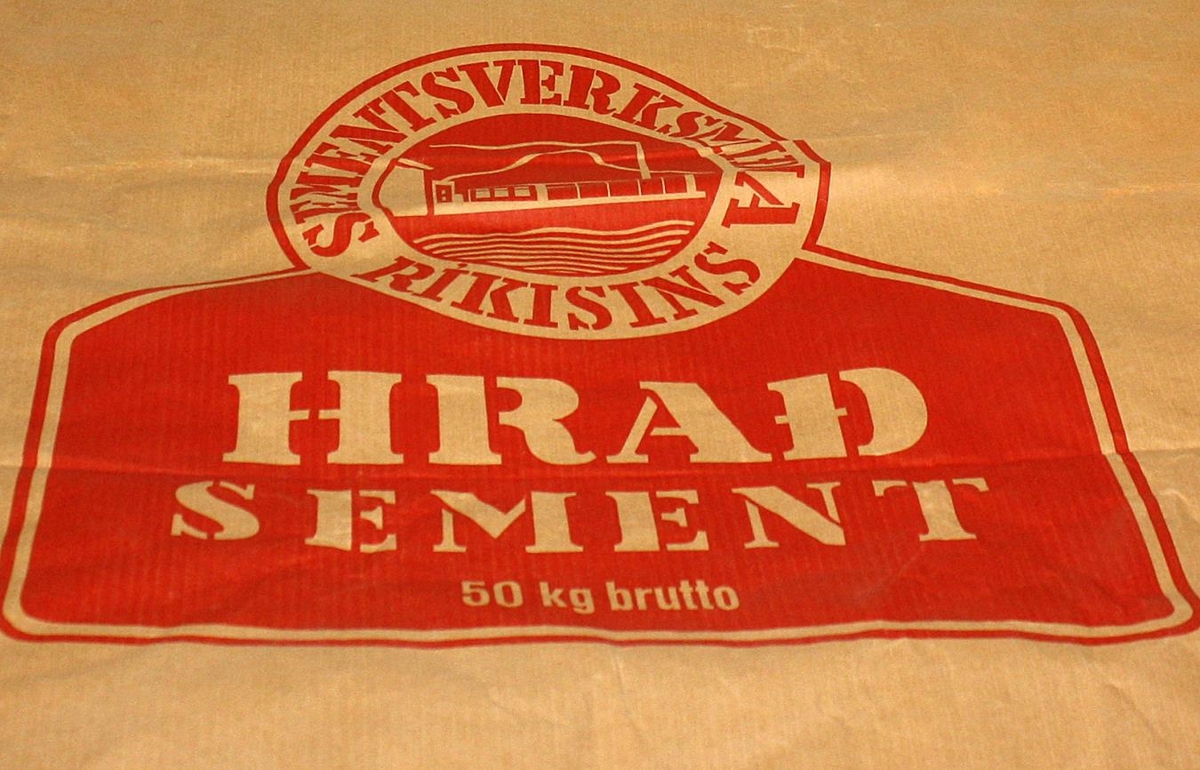 SEMENTSVERKSMIÐJA
RÍKISINS
HRAÐ
SEMENT
50 kg brutto